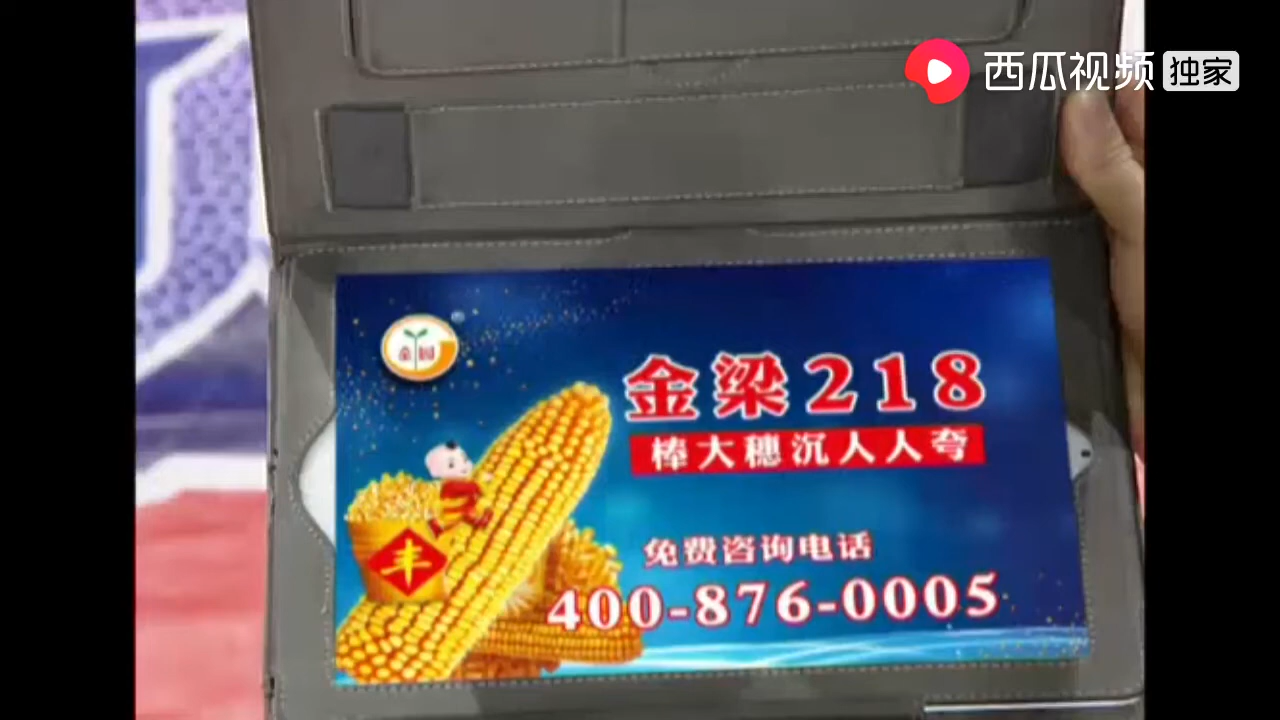 西瓜视频 独家
金梁218
棒大穗沉人人夸
丰
免费咨询电话
400-876-0005